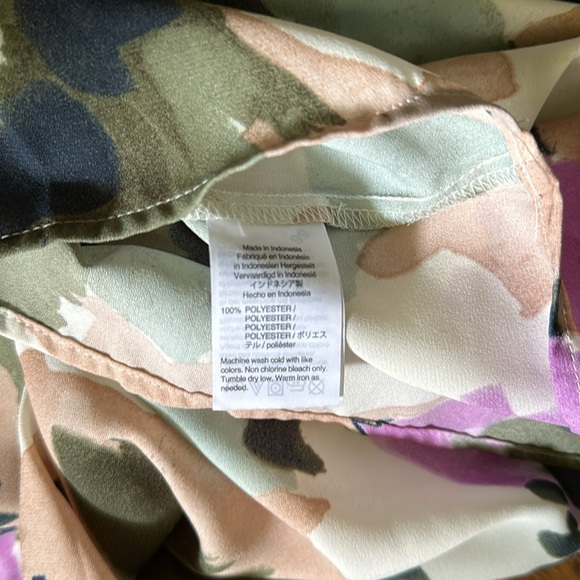 Made in Indonesia
Fabriqué en Indonésie
in Indonesien Hergestellt
Vervaardigd in Indonesië
インドネシア製
Hecho en Indonesia
100% POLYESTER /
POLYESTER /
POLYESTER /
POLYESTER / ポリエス
テル / poliéster
Machine wash cold with like
colors. Non chlorine bleach only.
Tumble dry low. Warm iron as
needed.